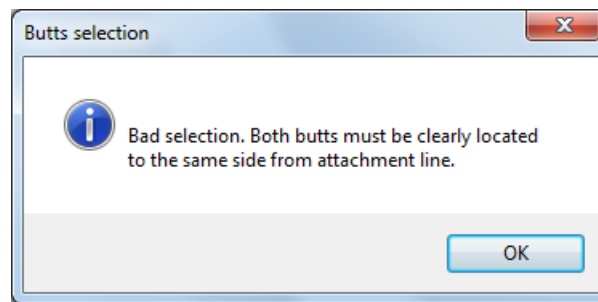 Butts selection
Bad selection. Both butts must be clearly located
to the same side from attachment line.
OK